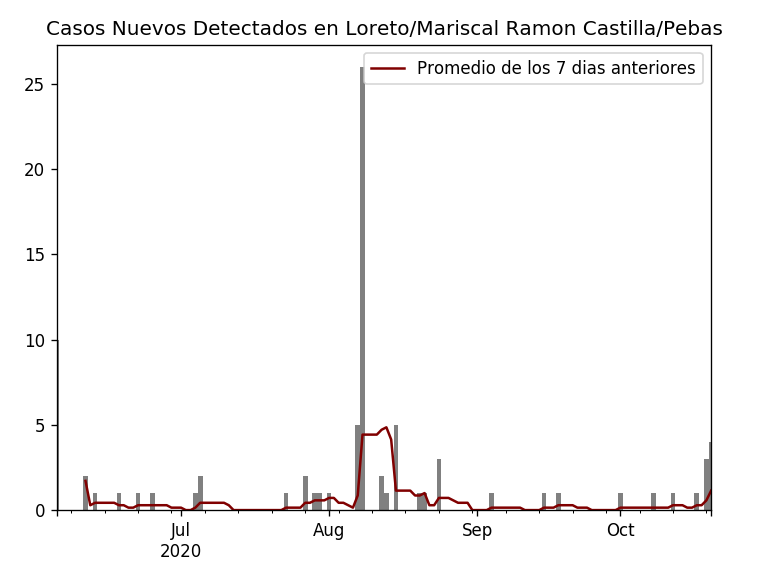 Casos Nuevos Detectados en Loreto/Mariscal Ramon Castilla/Pebas
Promedio de los 7 dias anteriores
25
20
15
10
5
0
Jul Aug Sep Oct
2020